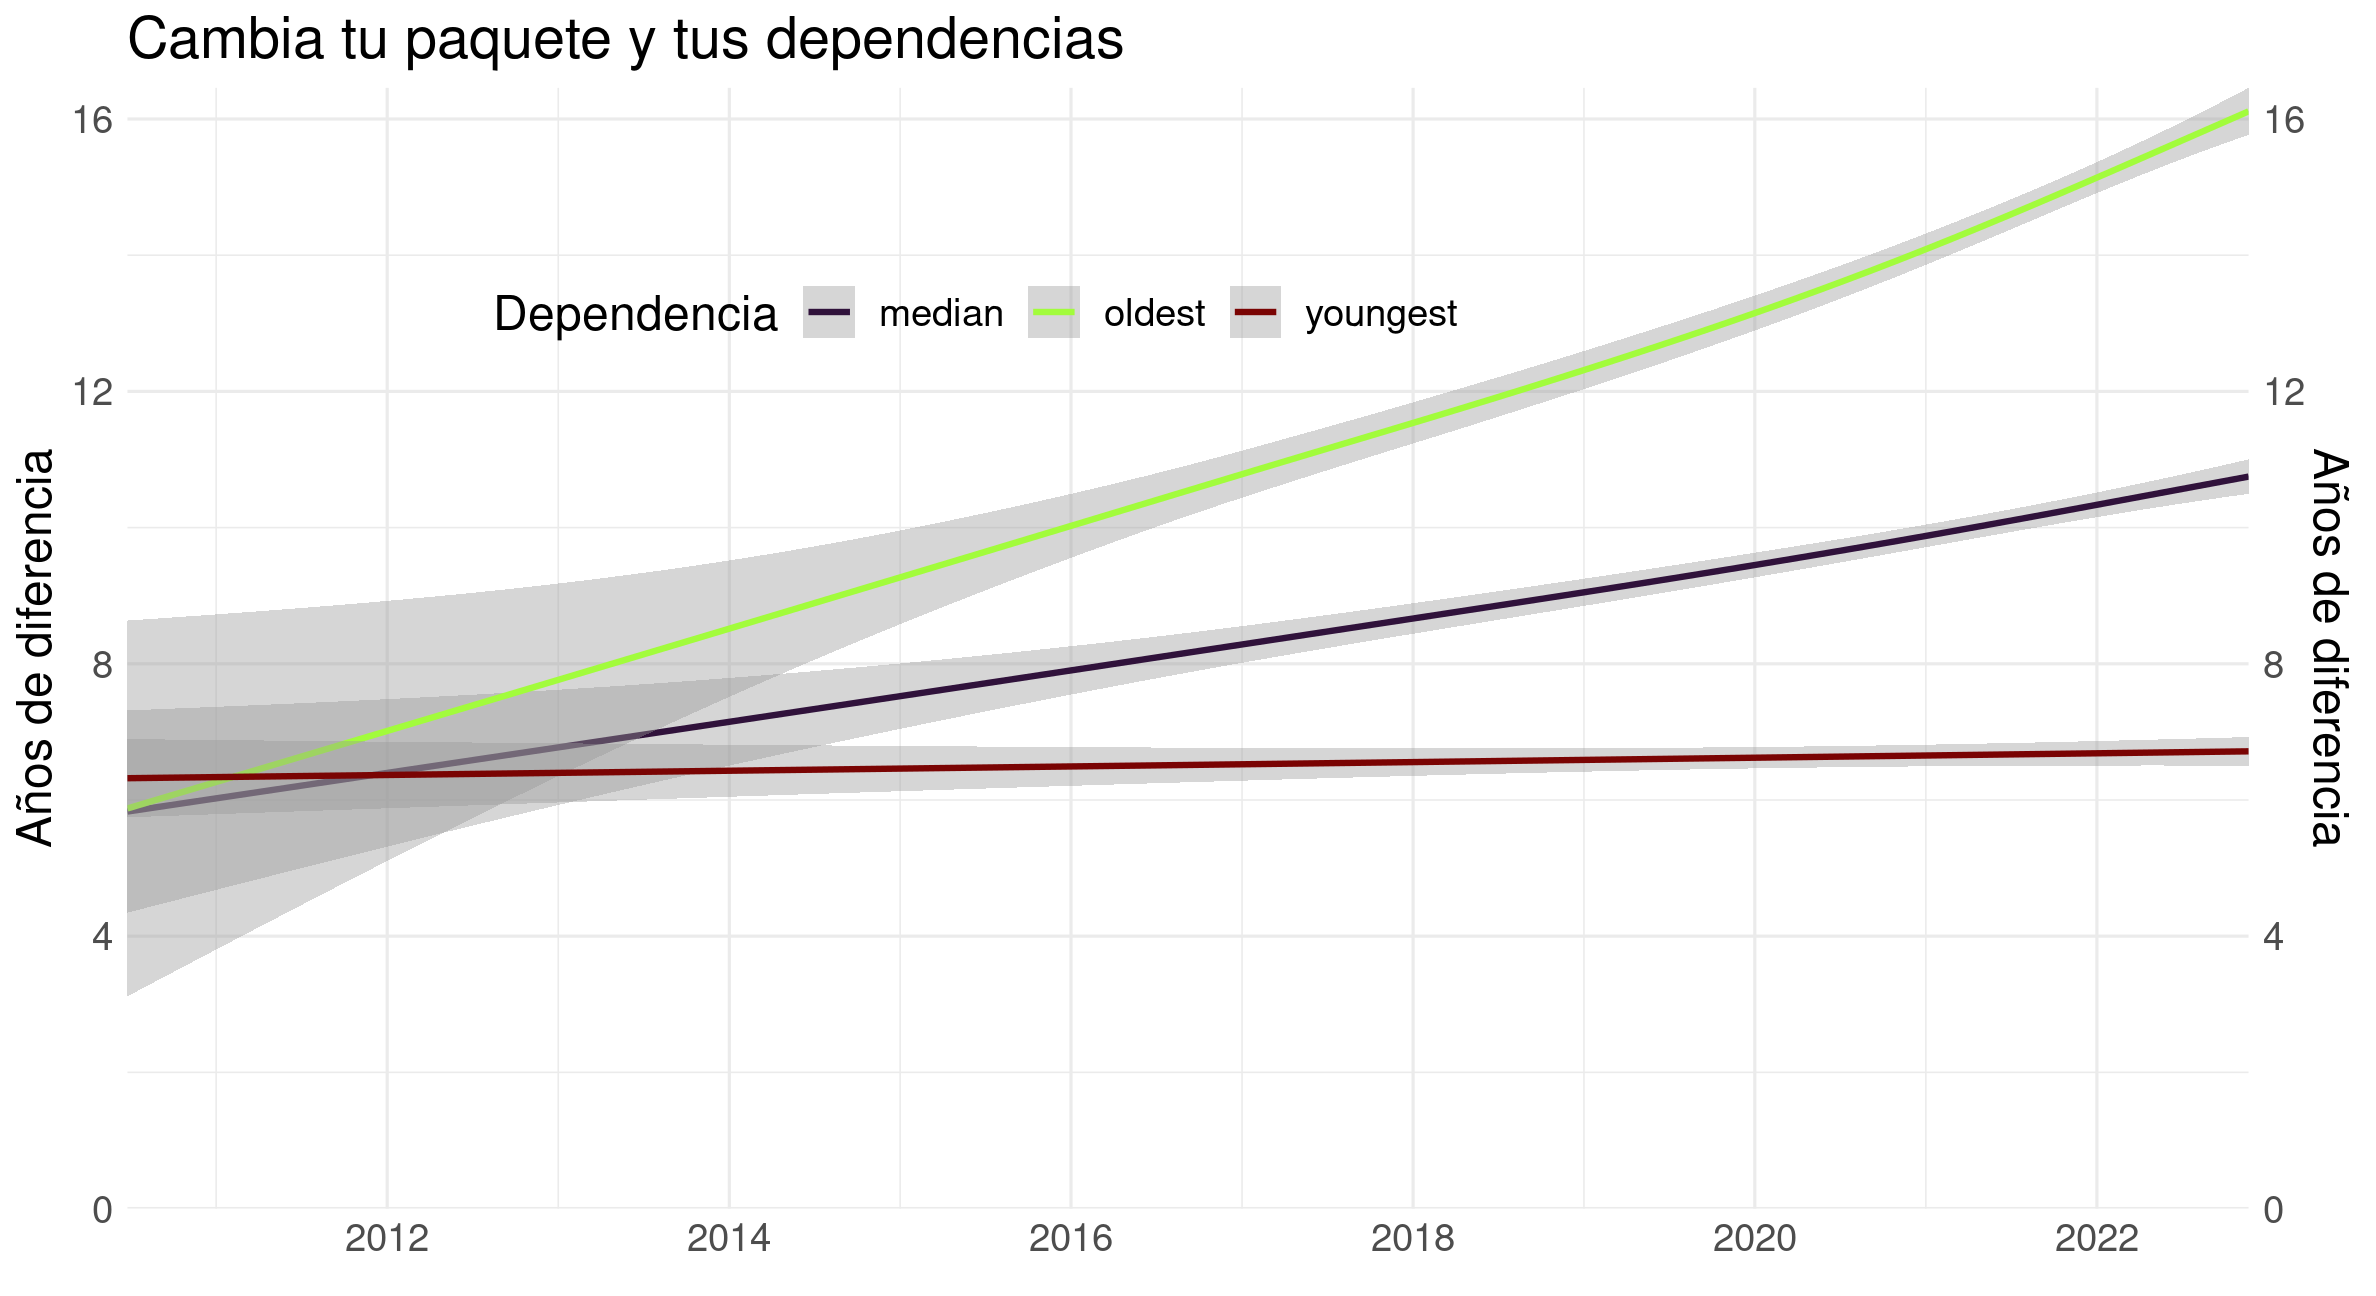 Cambia tu paquete y tus dependencias
Años de diferencia
16
12
8
4
0
Dependencia median oldest youngest
16
12
8
4
0
Años de diferencia
2012 2014 2016 2018 2020 2022